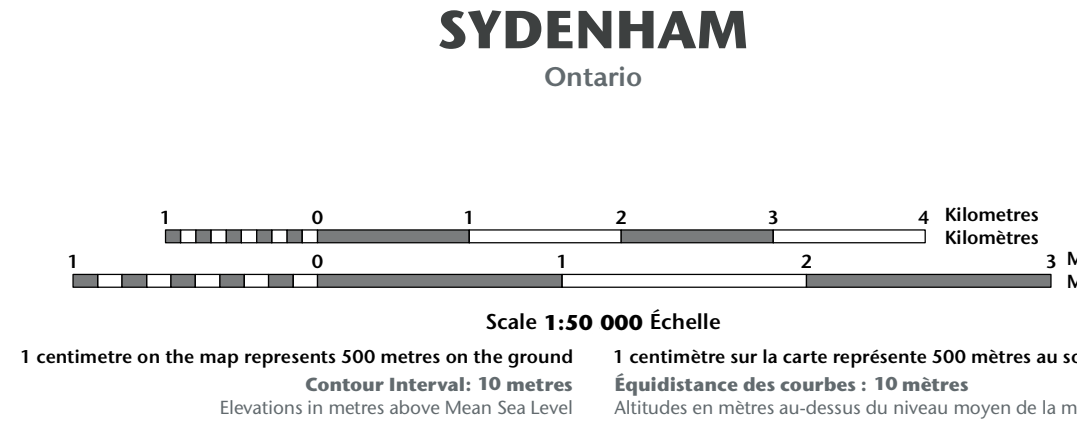 SYDENHAM
Ontario
1 0 1 2 3 4 Kilometres
Kilomètres
1 0 1 2 3 M
M
Scale 1:50 000 Échelle
1 centimetre on the map represents 500 metres on the ground
Contour Interval: 10 metres
Elevations in metres above Mean Sea Level
1 centimètre sur la carte représente 500 mètres au so
Équidistance des courbes : 10 mètres
Altitudes en mètres au-dessus du niveau moyen de la m